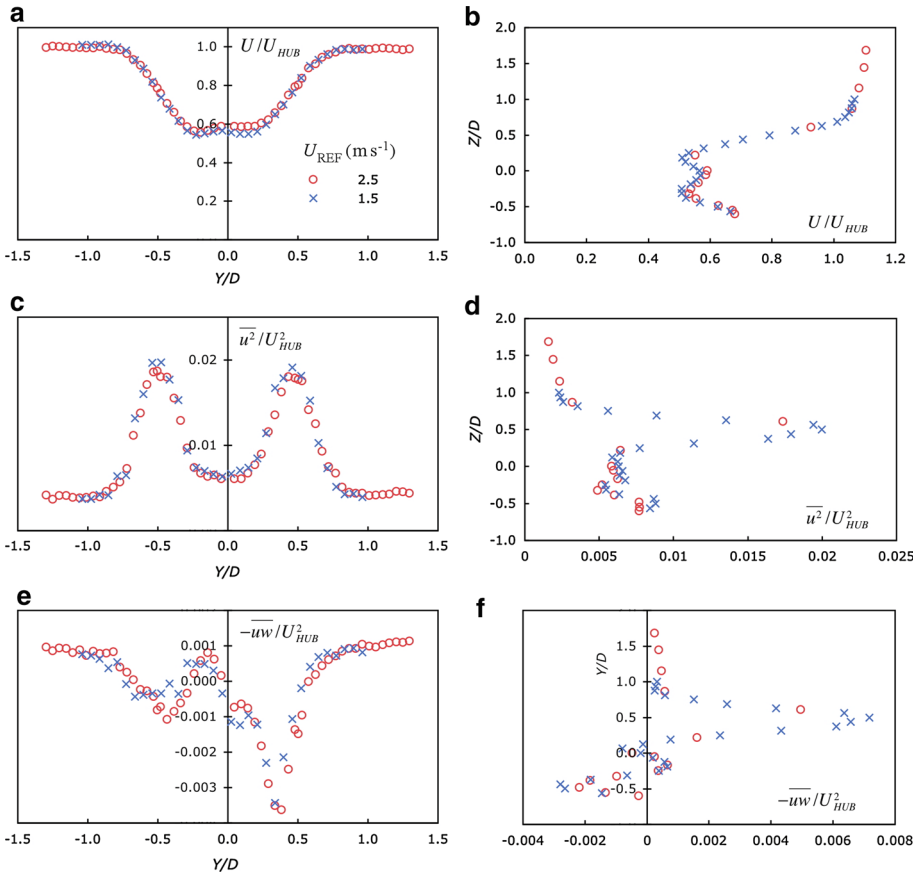 a
1.0
0.8
0.6
0.4
0.2
U/U_HUB
U_REF (m s⁻¹)
2.5
1.5
-1.5 -1.0 -0.5 0.0 0.5 1.0 1.5
Y/D
b
2.0
1.5
1.0
0.5
0.0
-0.5
-1.0
Z/D
U/U_HUB
0.0 0.2 0.4 0.6 0.8 1.0 1.2
c
u²/U²_HUB
0.02
0.01
-1.5 -1.0 -0.5 0.0 0.5 1.0 1.5
Y/D
d
2.0
1.5
1.0
0.5
0.0
-0.5
-1.0
Z/D
u²/U²_HUB
0 0.005 0.01 0.015 0.02 0.025
e
-uw/U²_HUB
0.001
0.000
-0.001
-0.002
-0.003
-1.5 -1.0 -0.5 0.0 0.5 1.0 1.5
Y/D
f
2.0
1.5
1.0
0.5
0.0
-0.5
Y/D
-uw/U²_HUB
-0.004 -0.002 0 0.002 0.004 0.006 0.008